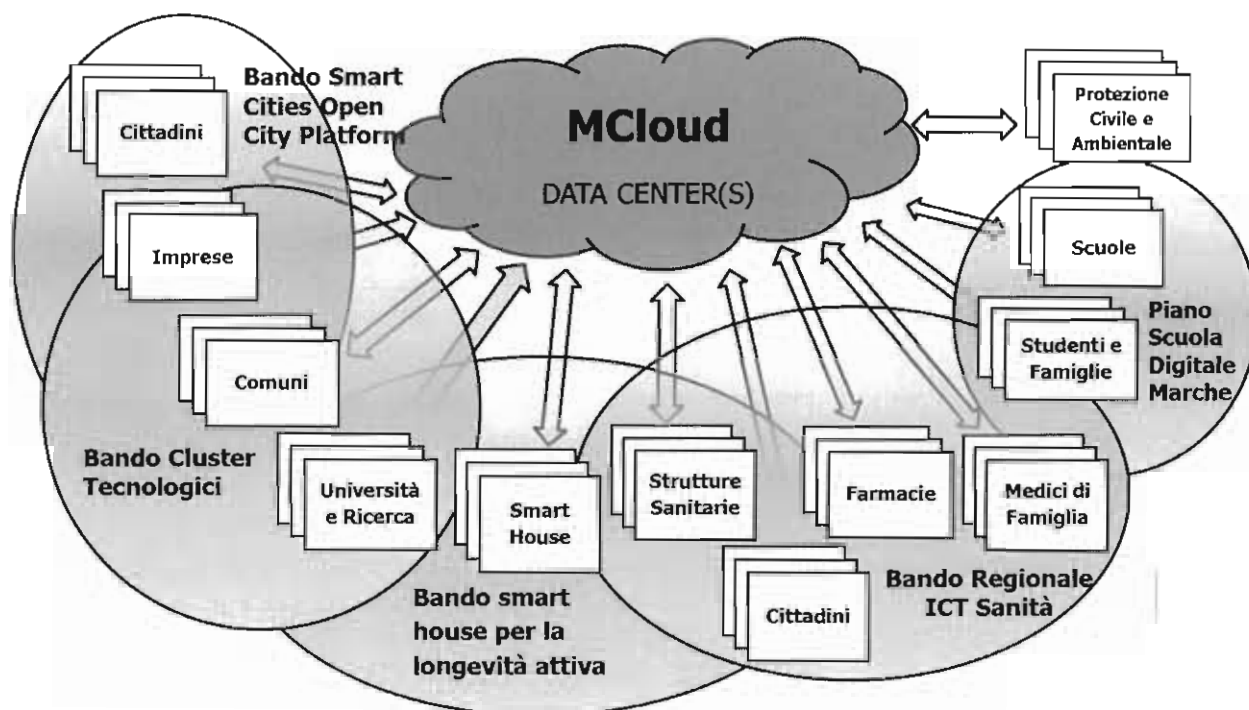 Cittadini
Bando Smart
Cities Open
City Platform
MCloud
DATA CENTER(S)
Protezione
Civile e
Ambientale
Imprese
Scuole
Comuni
Studenti e
Famiglie
Piano
Scuola
Digitale
Marche
Bando Cluster
Tecnologici
Università
e Ricerca
Smart
House
Strutture
Sanitarie
Farmacie
Medici di
Famiglia
Bando smart
house per la
longevità attiva
Cittadini
Bando Regionale
ICT Sanità